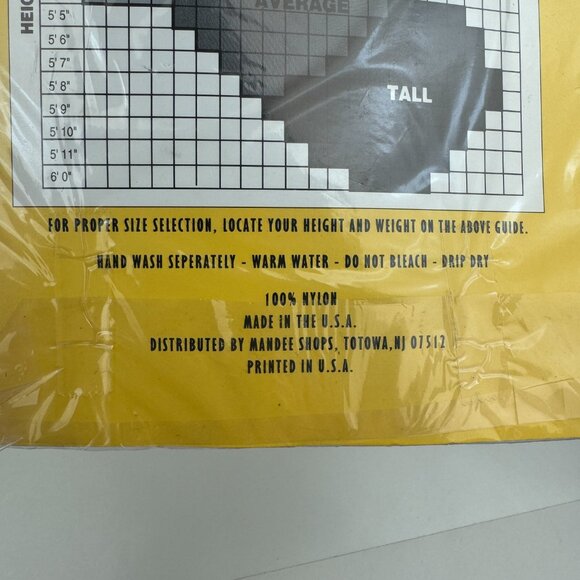 AVERAGE
HEIG
5' 5"
5' 6"
5' 7"
5' 8"
TALL
5' 9"
5' 10"
5' 11"
6' 0"
FOR PROPER SIZE SELECTION, LOCATE YOUR HEIGHT AND WEIGHT ON THE ABOVE GUIDE.
HAND WASH SEPERATELY - WARM WATER - DO NOT BLEACH - DRIP DRY
100% NYLON
MADE IN THE U.S.A.
DISTRIBUTED BY MANDEE SHOPS, TOTOWA,NJ 07512
PRINTED IN U.S.A.